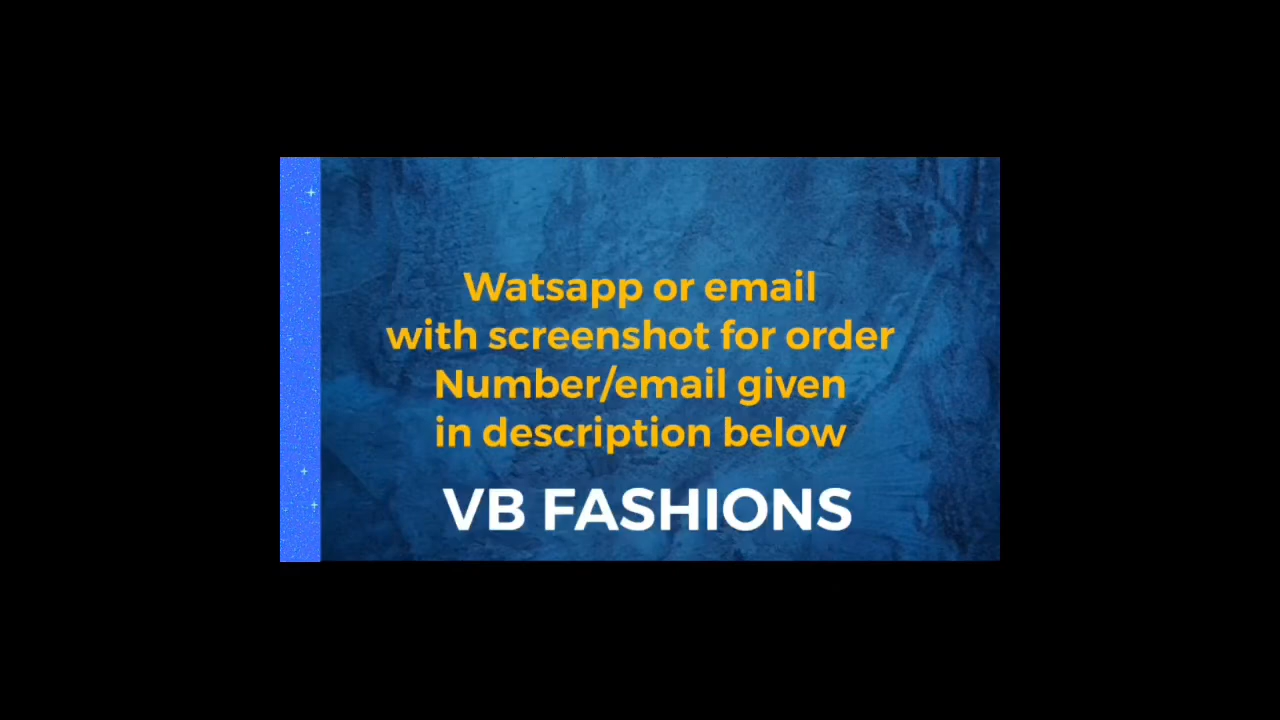 Watsapp or email
with screenshot for order
Number/email given
in description below
VB FASHIONS